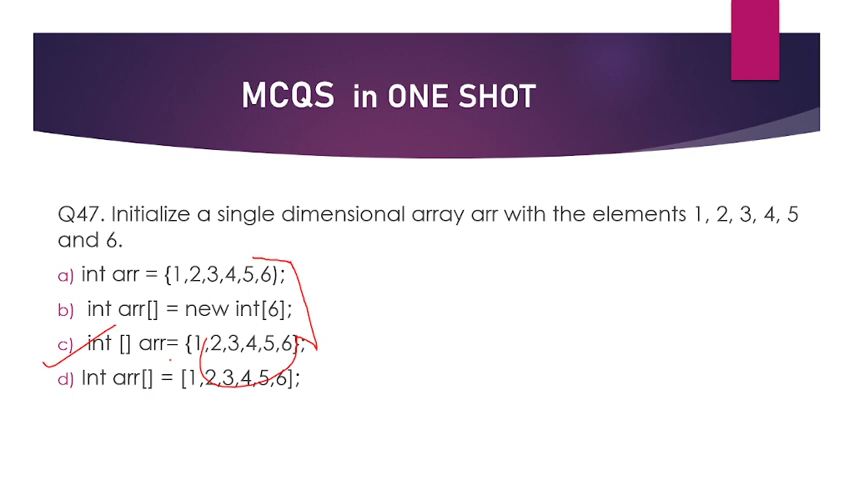 MCQS in ONE SHOT
Q47. Initialize a single dimensional array arr with the elements 1, 2, 3, 4, 5
and 6.
a) int arr = {1,2,3,4,5,6);
b) int arr[] = new int[6];
c) int [] arr= {1,2,3,4,5,6};
d) Int arr[] = [1,2,3,4,5,6];